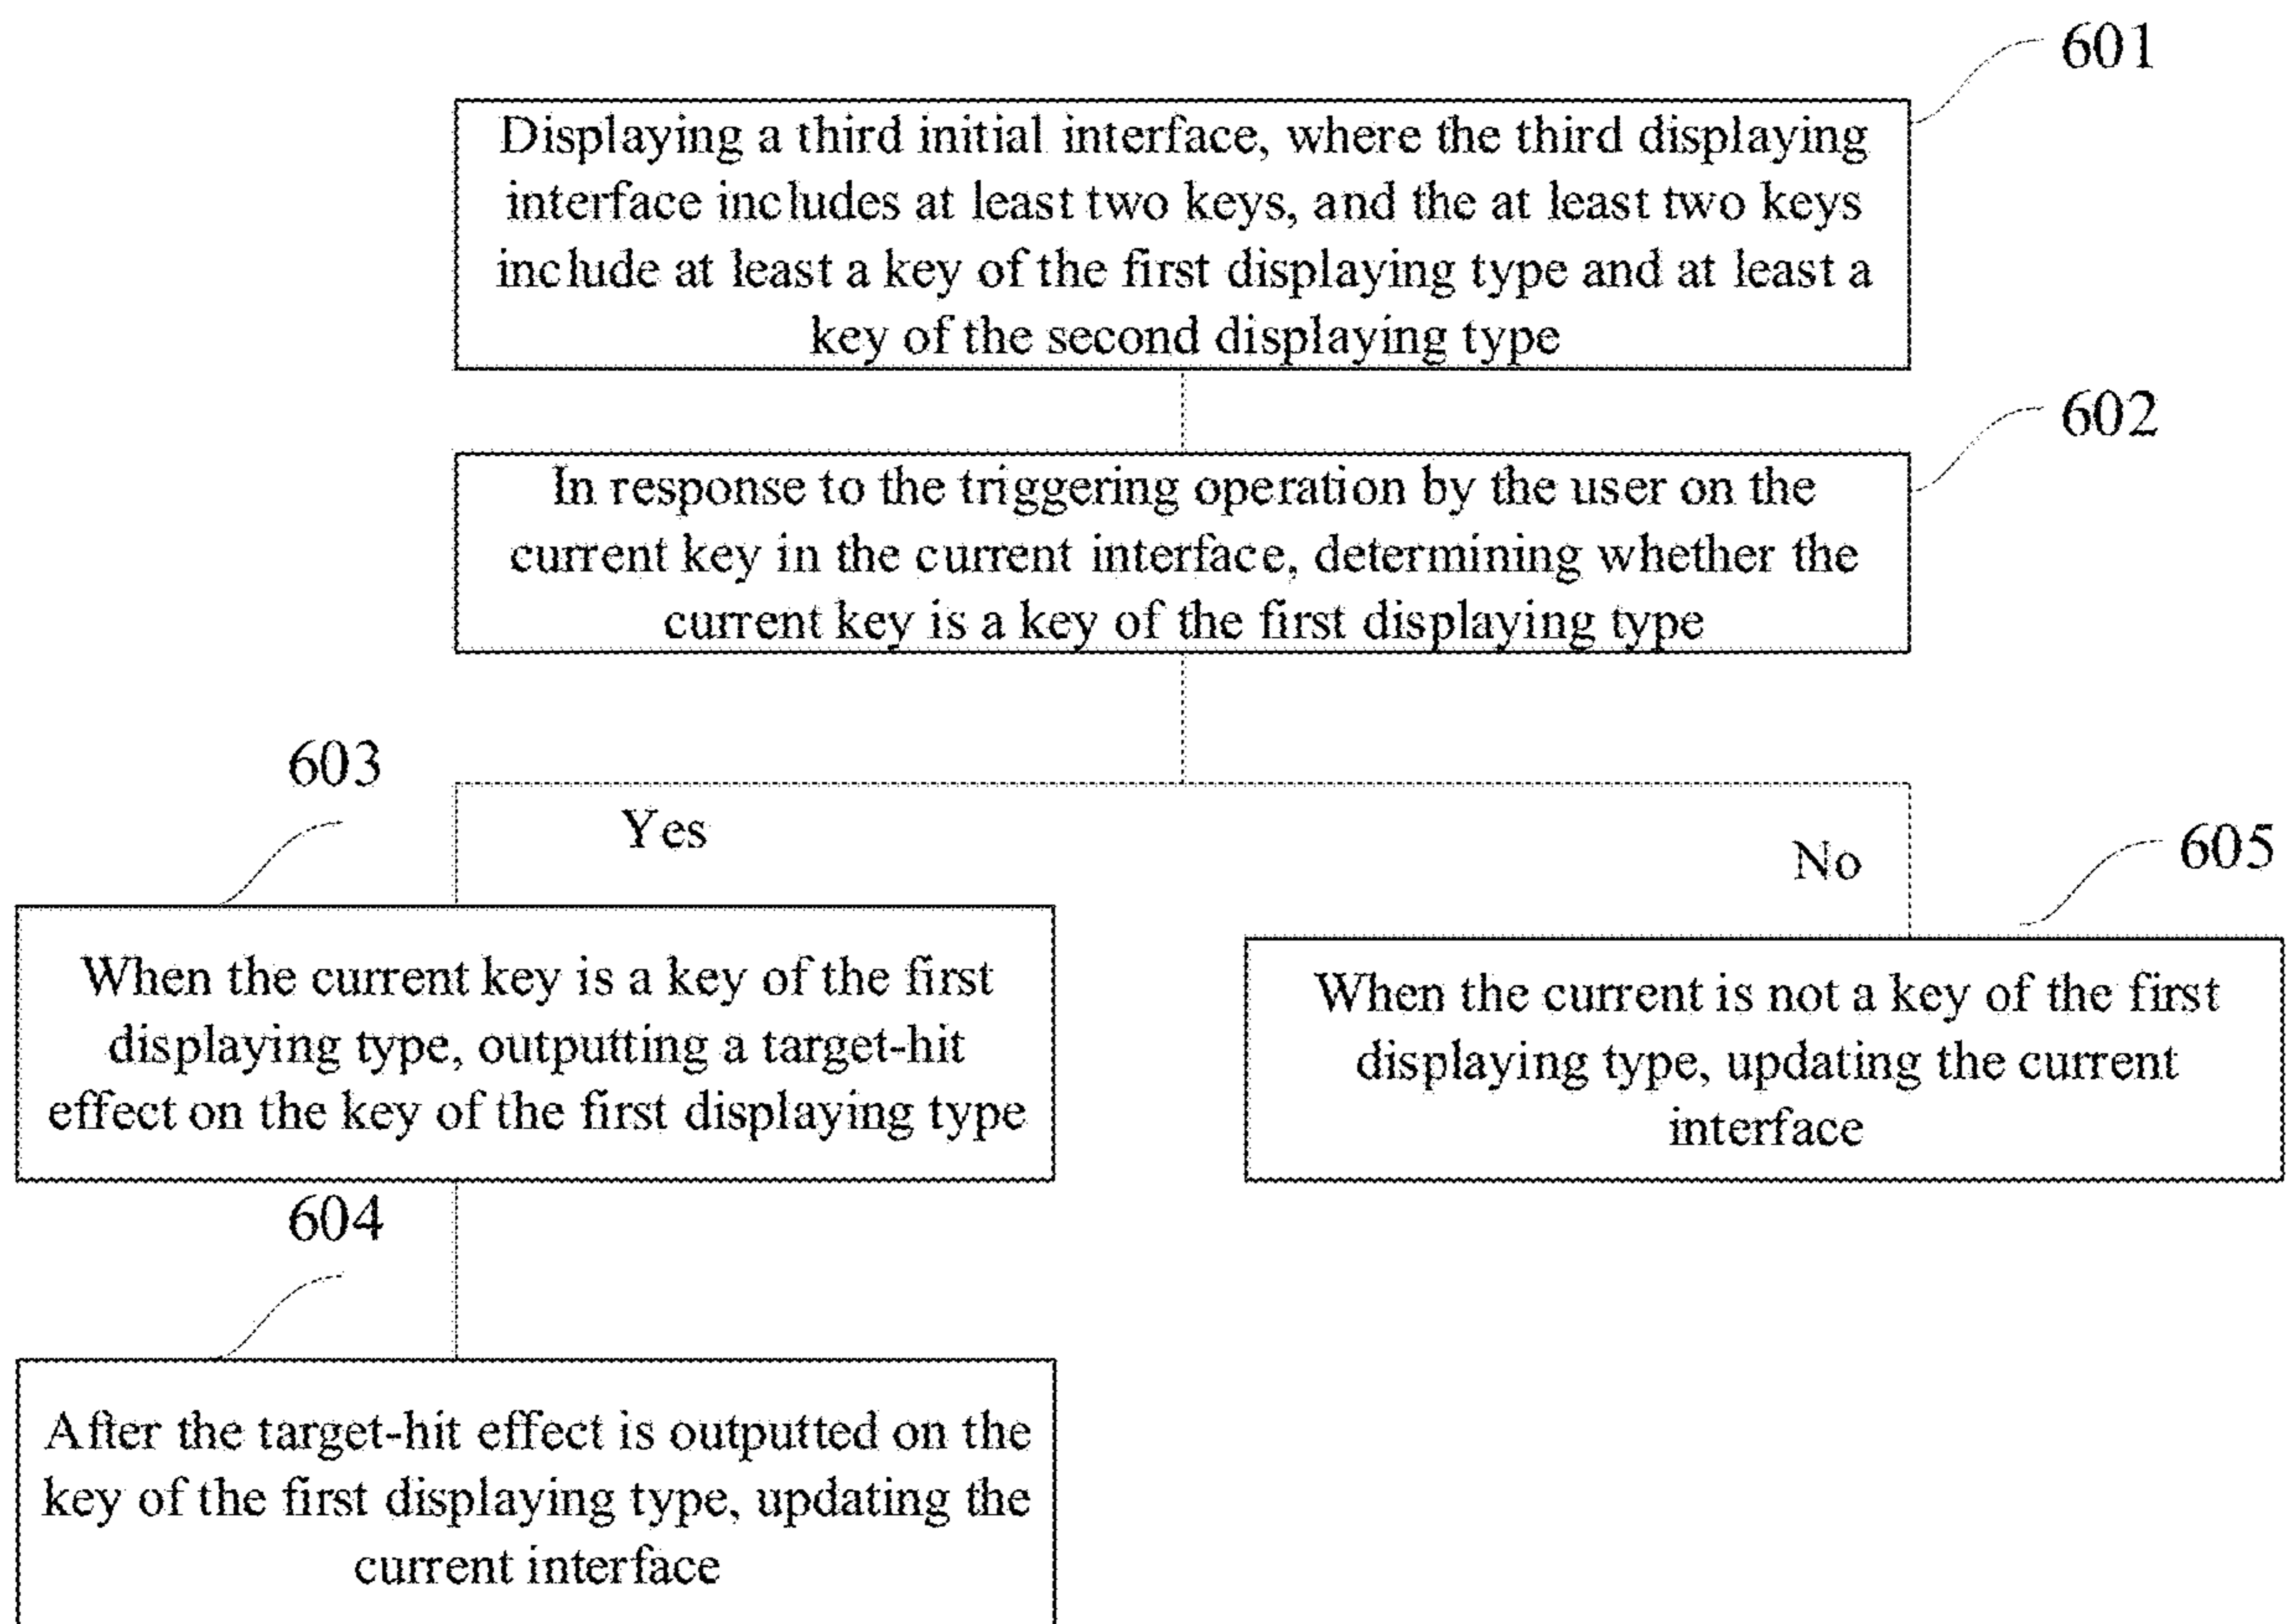 601
Displaying a third initial interface, where the third displaying
interface includes at least two keys, and the at least two keys
include at least a key of the first displaying type and at least a
key of the second displaying type
602
In response to the triggering operation by the user on the
current key in the current interface, determining whether the
current key is a key of the first displaying type
603
Yes
No
605
When the current key is a key of the first
displaying type, outputting a target-hit
effect on the key of the first displaying type
When the current is not a key of the first
displaying type, updating the current
interface
604
After the target-hit effect is outputted on the
key of the first displaying type, updating the
current interface